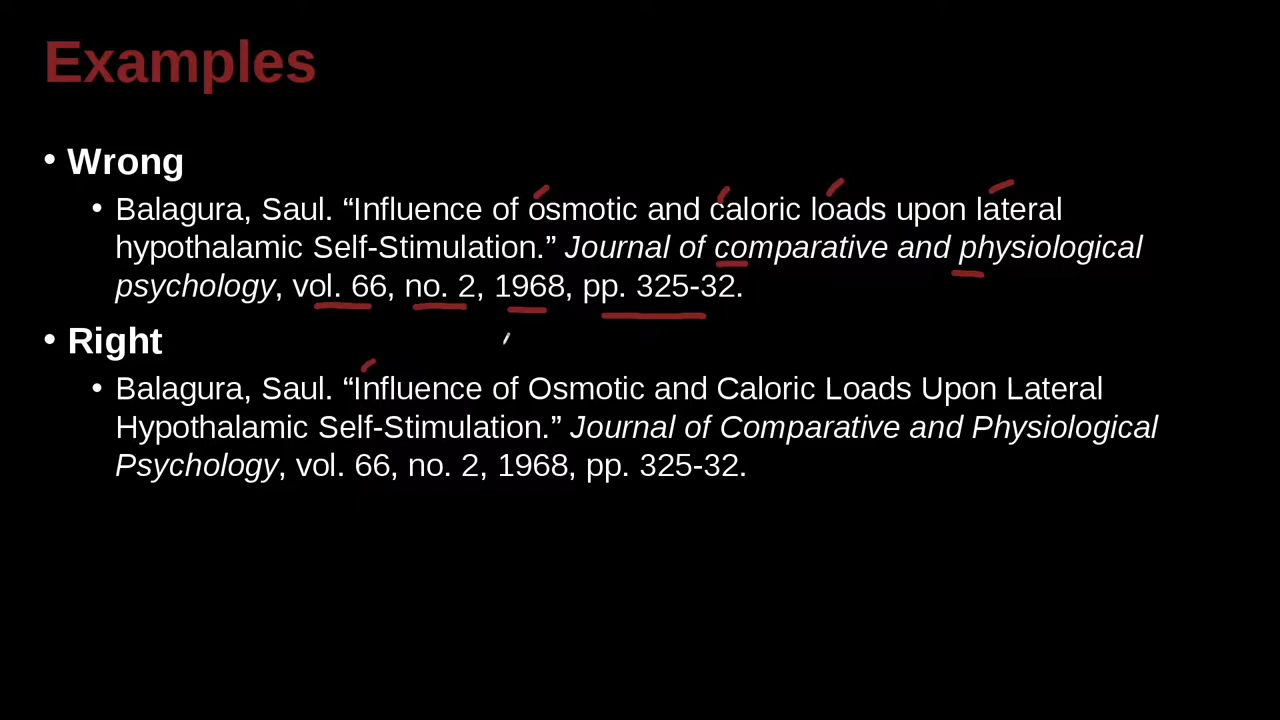 Examples
• Wrong
• Balagura, Saul. “Influence of osmotic and caloric loads upon lateral
hypothalamic Self-Stimulation.” Journal of comparative and physiological
psychology, vol. 66, no. 2, 1968, pp. 325-32.
• Right
• Balagura, Saul. “Influence of Osmotic and Caloric Loads Upon Lateral
Hypothalamic Self-Stimulation.” Journal of Comparative and Physiological
Psychology, vol. 66, no. 2, 1968, pp. 325-32.